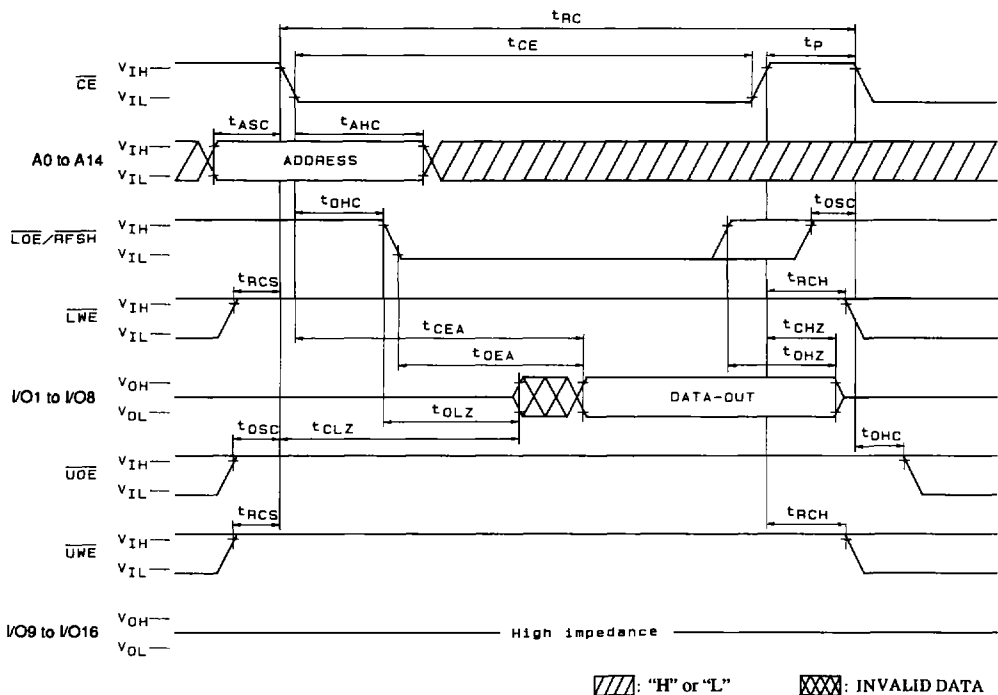 tRC
tCE
tP
CE
VIH
VIL
tASC
tAHC
A0 to A14
VIH
VIL
ADDRESS
tOHC
tOSC
LOE/RFSH
VIH
VIL
tRCS
tRCH
LWE
VIH
VIL
tCEA
tCHZ
tOEA
tOHZ
I/O1 to I/O8
VOH
VOL
DATA-OUT
tOLZ
tOSC
tCLZ
tOHC
UOE
VIH
VIL
tRCS
tRCH
UWE
VIH
VIL
I/O9 to I/O16
VOH
VOL
High impedance
: "H" or "L"
: INVALID DATA